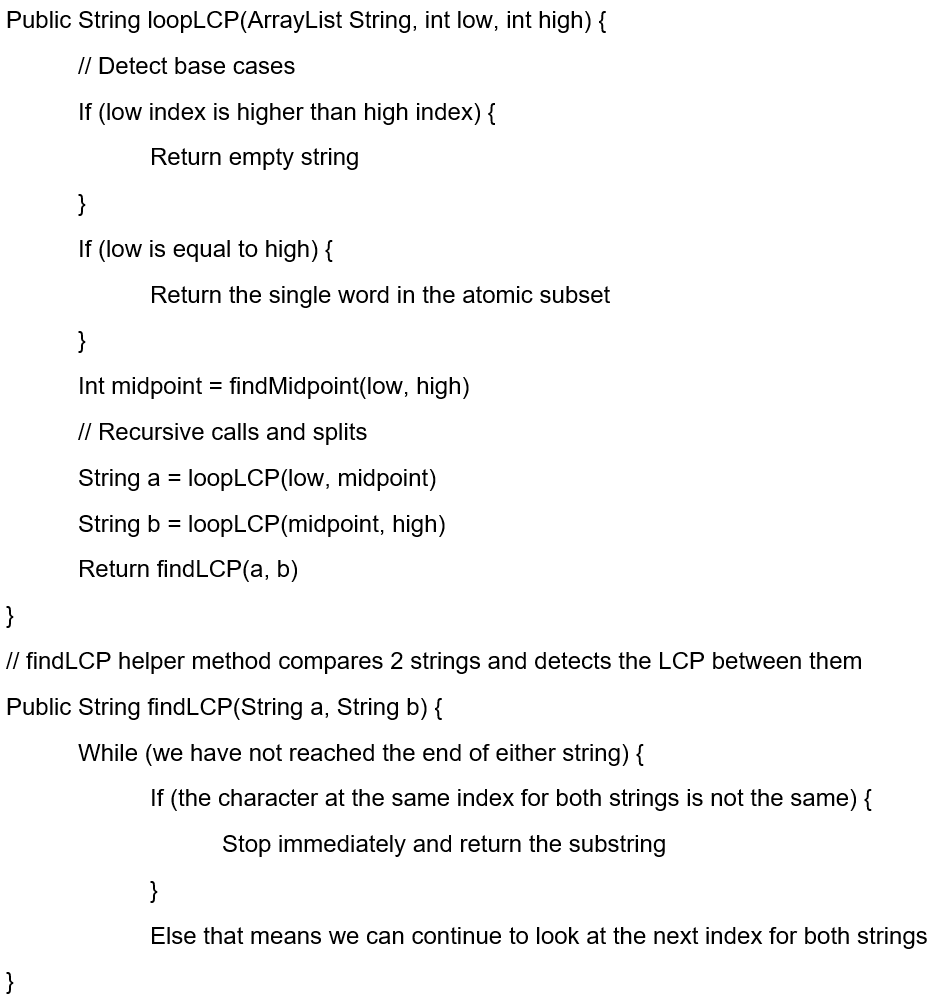 Public String loopLCP(ArrayList String, int low, int high) {
// Detect base cases
If (low index is higher than high index) {
Return empty string
}
If (low is equal to high) {
Return the single word in the atomic subset
}
Int midpoint = findMidpoint(low, high)
// Recursive calls and splits
String a = loopLCP(low, midpoint)
String b = loopLCP(midpoint, high)
Return findLCP(a, b)
}
// findLCP helper method compares 2 strings and detects the LCP between them
Public String findLCP(String a, String b) {
While (we have not reached the end of either string) {
If (the character at the same index for both strings is not the same) {
Stop immediately and return the substring
}
Else that means we can continue to look at the next index for both strings
}